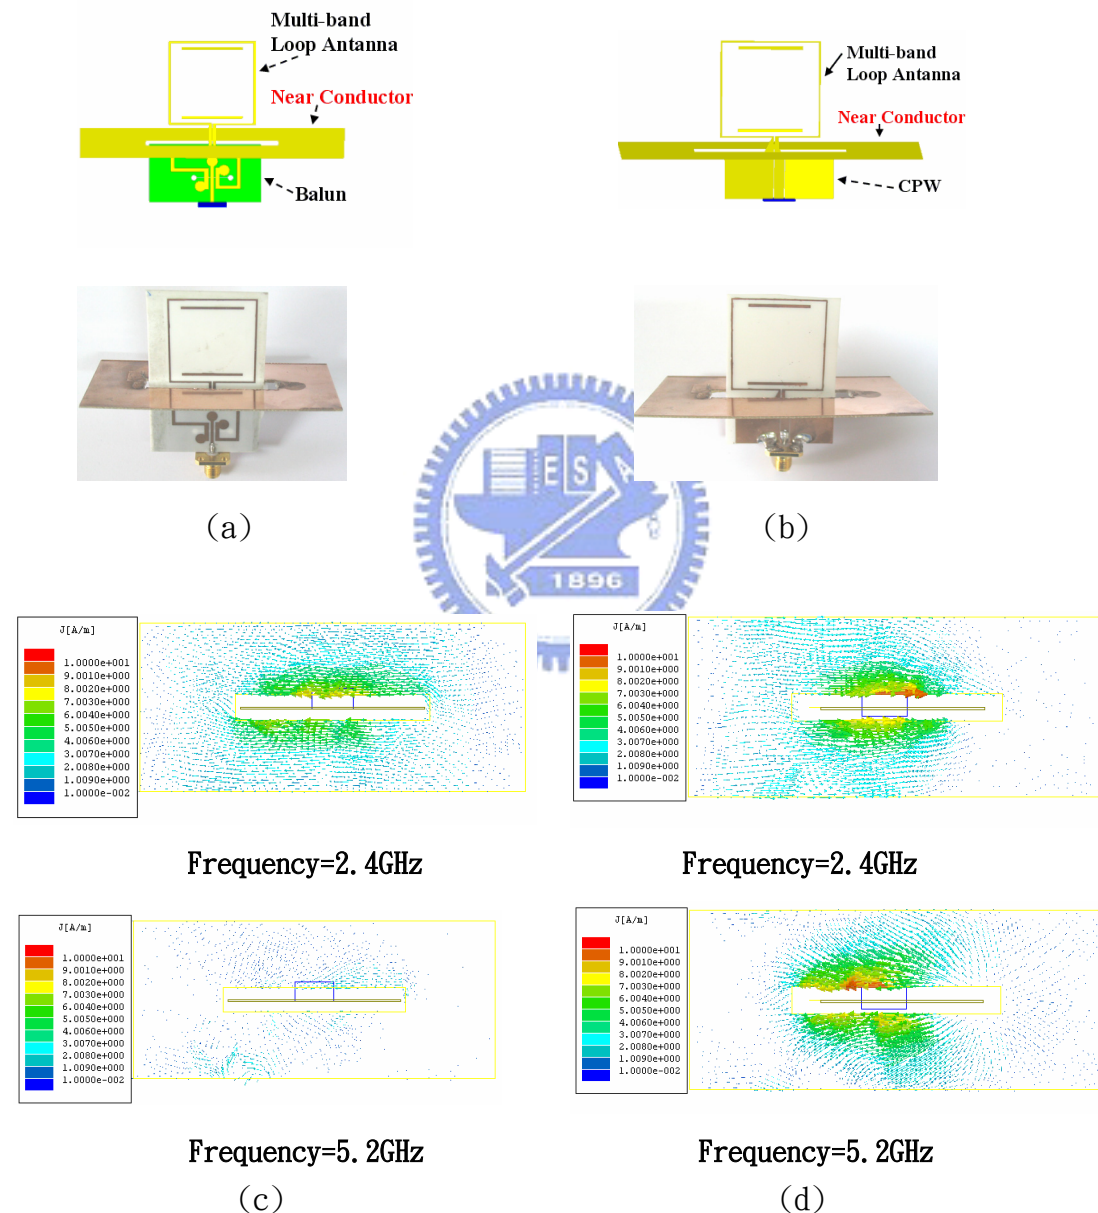 Multi-band
Loop Antanna
Near Conductor
Balun
Multi-band
Loop Antanna
Near Conductor
CPW
(a)
(b)
E S A
1896
J[A/m]
1.0000e+001
9.0010e+000
8.0020e+000
7.0030e+000
6.0040e+000
5.0050e+000
4.0060e+000
3.0070e+000
2.0080e+000
1.0090e+000
1.0000e-002
J[A/m]
1.0000e+001
9.0010e+000
8.0020e+000
7.0030e+000
6.0040e+000
5.0050e+000
4.0060e+000
3.0070e+000
2.0080e+000
1.0090e+000
1.0000e-002
Frequency=2.4GHz
Frequency=2.4GHz
J[A/m]
1.0000e+001
9.0010e+000
8.0020e+000
7.0030e+000
6.0040e+000
5.0050e+000
4.0060e+000
3.0070e+000
2.0080e+000
1.0090e+000
1.0000e-002
J[A/m]
1.0000e+001
9.0010e+000
8.0020e+000
7.0030e+000
6.0040e+000
5.0050e+000
4.0060e+000
3.0070e+000
2.0080e+000
1.0090e+000
1.0000e-002
Frequency=5.2GHz
Frequency=5.2GHz
(c)
(d)